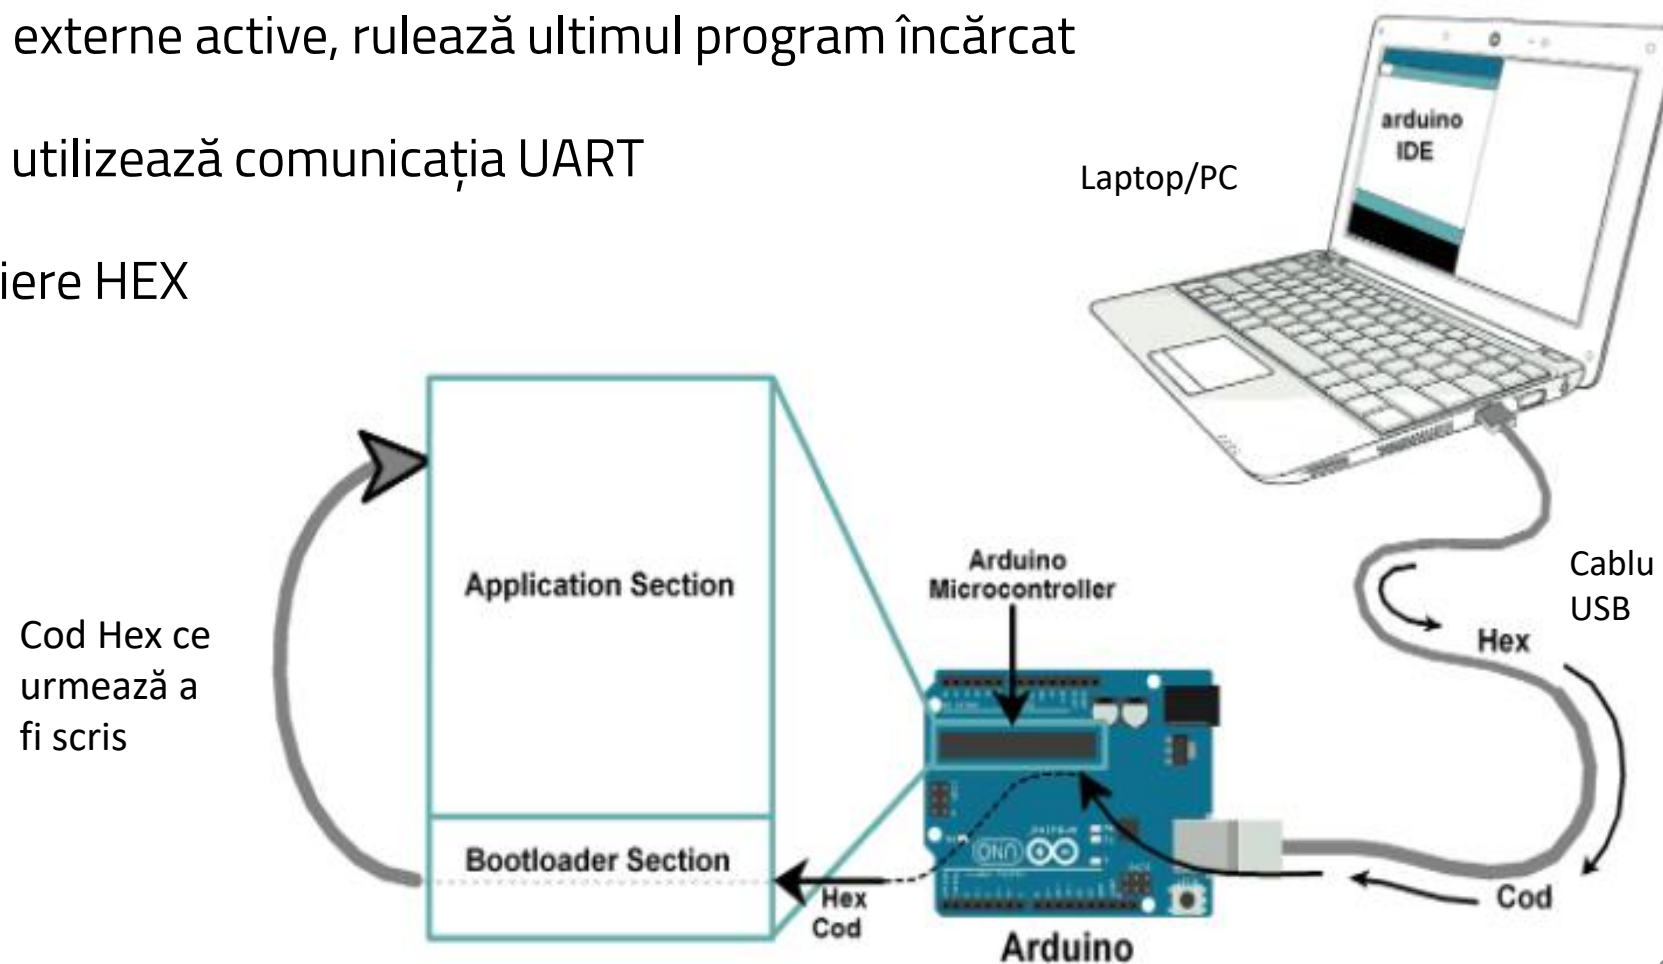 externe active, rulează ultimul program încărcat
utilizează comunicația UART
iere HEX
Laptop/PC
arduino
IDE
Cablu
USB
Hex
Cod
Arduino
Microcontroller
Application Section
Cod Hex ce
urmează a
fi scris
Bootloader Section
Hex
Cod
UNO
Arduino